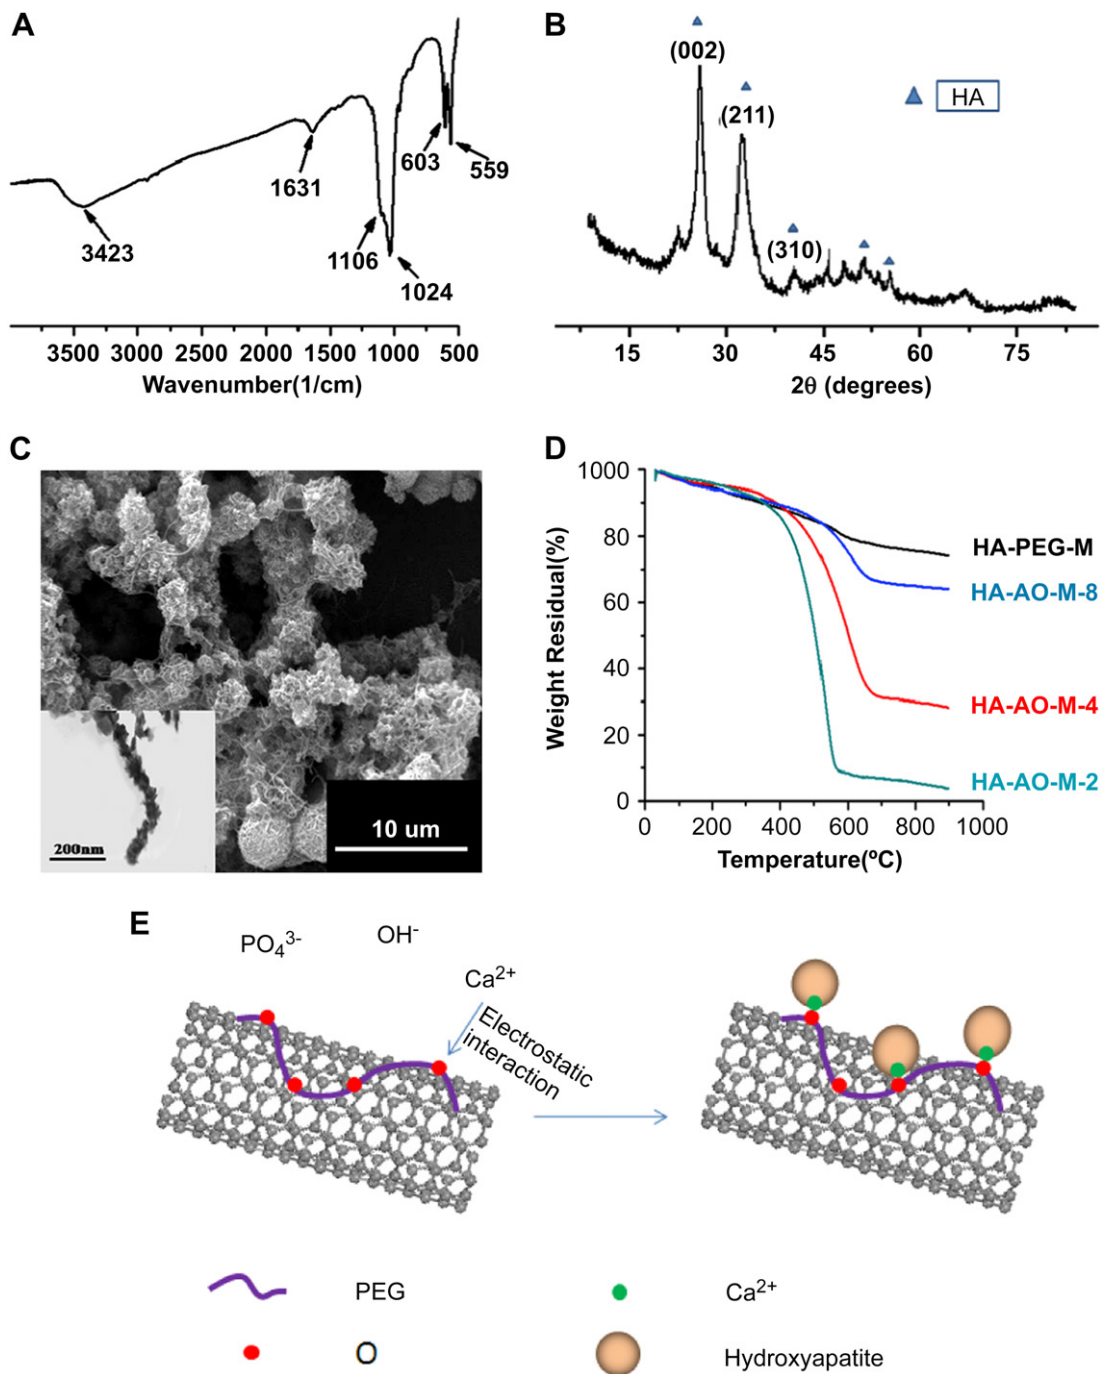 A
3423
1631
1106
1024
603
559
3500 3000 2500 2000 1500 1000 500
Wavenumber(1/cm)
B
(002)
(211)
(310)
HA
15 30 45 60 75
2θ (degrees)
C
200nm
10 um
D
1000
80
60
40
20
0
Weight Residual(%)
HA-PEG-M
HA-AO-M-8
HA-AO-M-4
HA-AO-M-2
0 200 400 600 800 1000
Temperature(ºC)
E
PO₄³⁻
OH⁻
Ca²⁺
Electrostatic
interaction
PEG
Ca²⁺
O
Hydroxyapatite